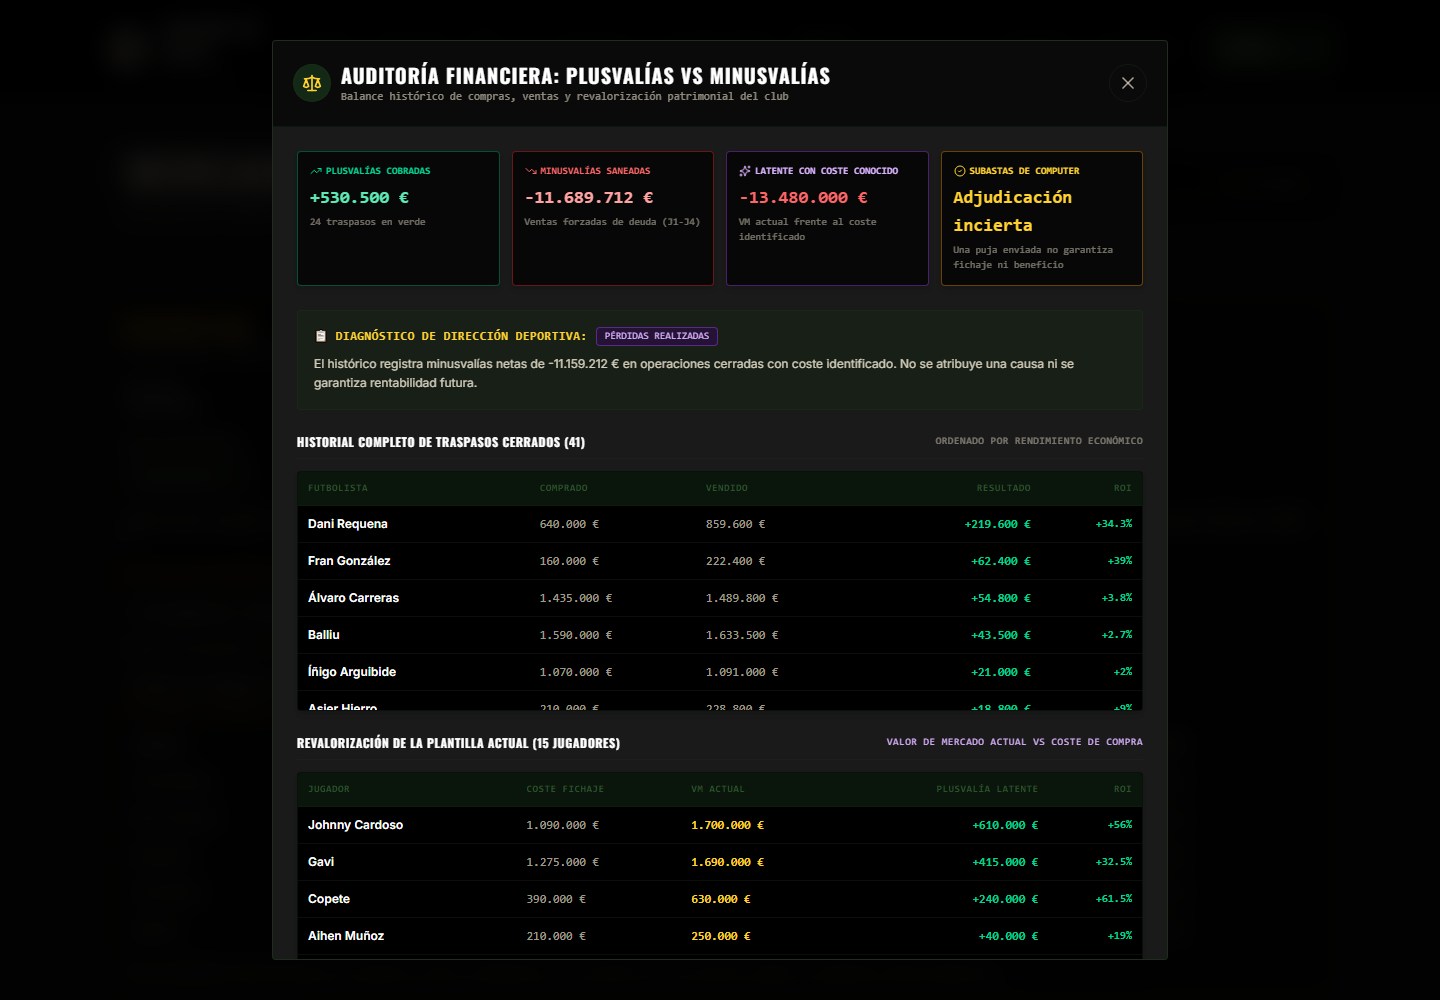 AUDITORÍA FINANCIERA: PLUSVALÍAS VS MINUSVALÍAS
Balance histórico de compras, ventas y revalorización patrimonial del club
PLUSVALÍAS COBRADAS
+530.500 €
24 traspasos en verde
MINUSVALÍAS SANEADAS
-11.689.712 €
Ventas forzadas de deuda (J1-J4)
LATENTE CON COSTE CONOCIDO
-13.480.000 €
VM actual frente al coste
identificado
SUBASTAS DE COMPUTER
Adjudicación
incierta
Una puja enviada no garantiza
fichaje ni beneficio
DIAGNÓSTICO DE DIRECCIÓN DEPORTIVA: PÉRDIDAS REALIZADAS
El histórico registra minusvalías netas de -11.159.212 € en operaciones cerradas con coste identificado. No se atribuye una causa ni se
garantiza rentabilidad futura.
HISTORIAL COMPLETO DE TRASPASOS CERRADOS (41) ORDENADO POR RENDIMIENTO ECONÓMICO
FUTBOLISTA COMPRADO VENDIDO RESULTADO ROI
Dani Requena 640.000 € 859.600 € +219.600 € +34.3%
Fran González 160.000 € 222.400 € +62.400 € +39%
Álvaro Carreras 1.435.000 € 1.489.800 € +54.800 € +3.8%
Balliu 1.590.000 € 1.633.500 € +43.500 € +2.7%
Íñigo Arguibide 1.070.000 € 1.091.000 € +21.000 € +2%
Asier Hierro 210.000 € 228.800 € +18.800 € +9%
REVALORIZACIÓN DE LA PLANTILLA ACTUAL (15 JUGADORES) VALOR DE MERCADO ACTUAL VS COSTE DE COMPRA
JUGADOR COSTE FICHAJE VM ACTUAL PLUSVALÍA LATENTE ROI
Johnny Cardoso 1.090.000 € 1.700.000 € +610.000 € +56%
Gavi 1.275.000 € 1.690.000 € +415.000 € +32.5%
Copete 390.000 € 630.000 € +240.000 € +61.5%
Aihen Muñoz 210.000 € 250.000 € +40.000 € +19%